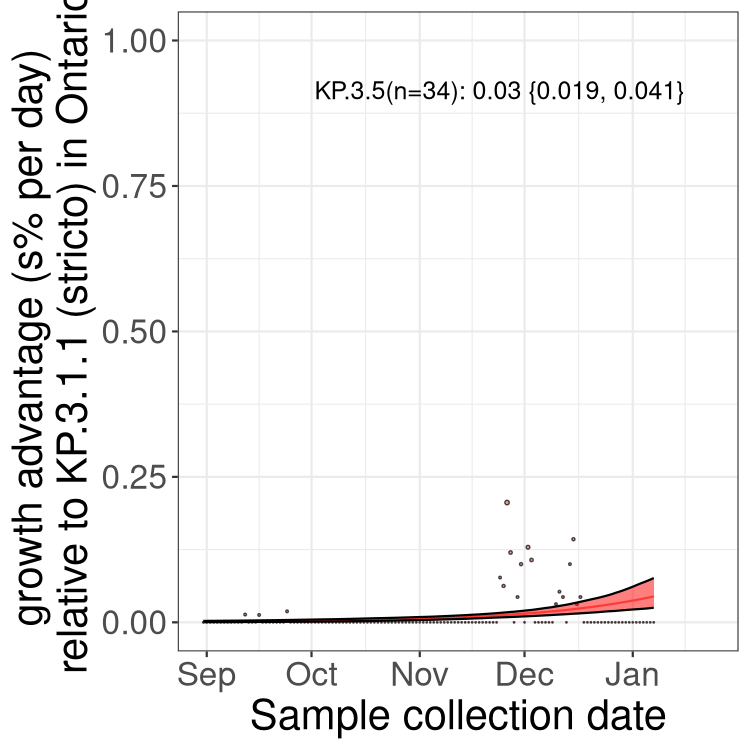 growth advantage (s% per day)
relative to KP.3.1.1 (stricto) in Ontario
1.00
0.75
0.50
0.25
0.00
KP.3.5(n=34): 0.03 {0.019, 0.041}
Sep Oct Nov Dec Jan
Sample collection date